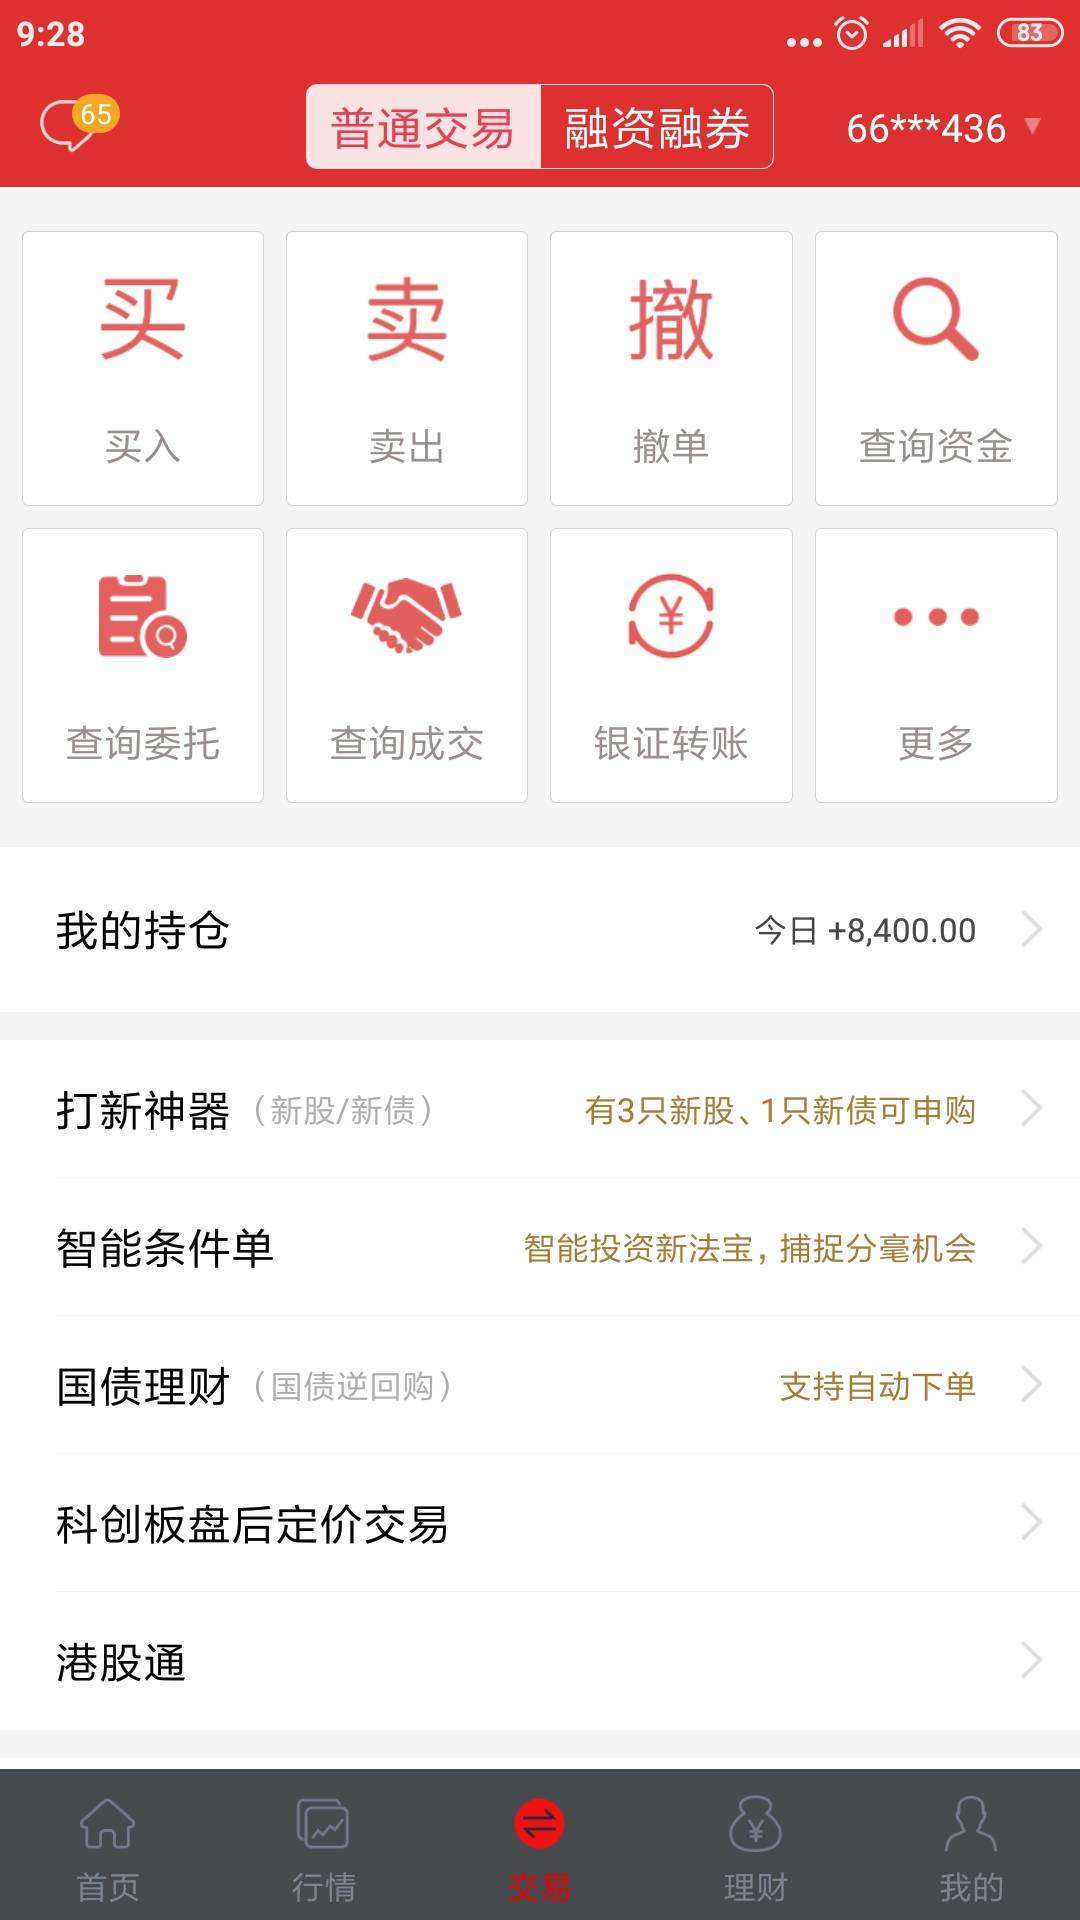 9:28 83
65 普通交易 融资融券 66***436
买 卖 撤
买入 卖出 撤单 查询资金
¥
查询委托 查询成交 银证转账 更多
我的持仓 今日 +8,400.00
打新神器（新股/新债） 有3只新股、1只新债可申购
智能条件单 智能投资新法宝，捕捉分毫机会
国债理财（国债逆回购） 支持自动下单
科创板盘后定价交易
港股通
¥
首页 行情 交易 理财 我的